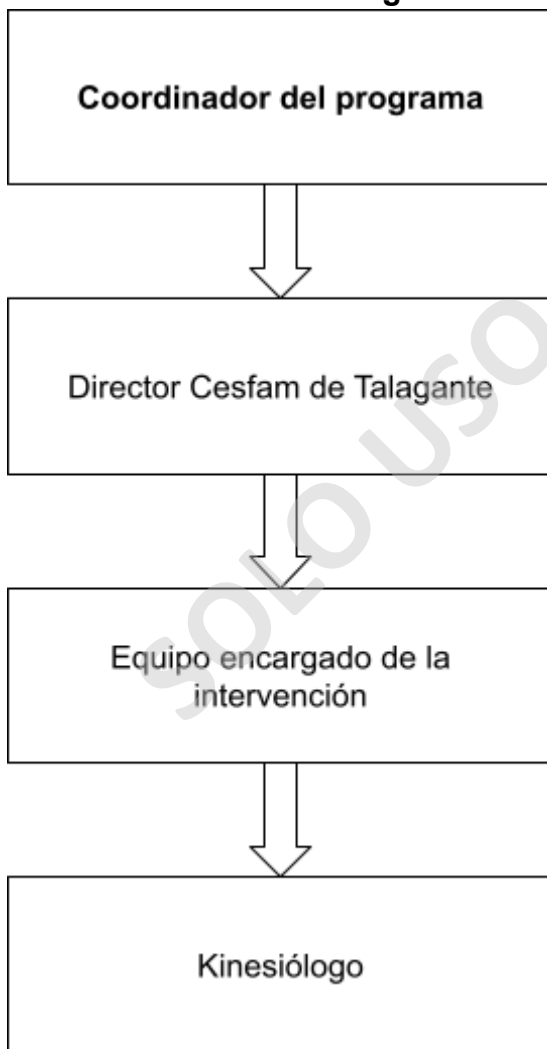 Coordinador del programa
Director Cesfam de Talagante
Equipo encargado de la
intervención
Kinesiólogo
SOLO USO